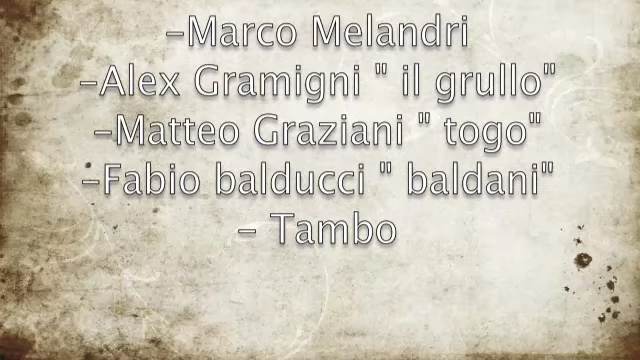 -Marco Melandri
-Alex Gramigni " il grullo"
-Matteo Graziani " togo"
-Fabio balducci " baldani"
- Tambo